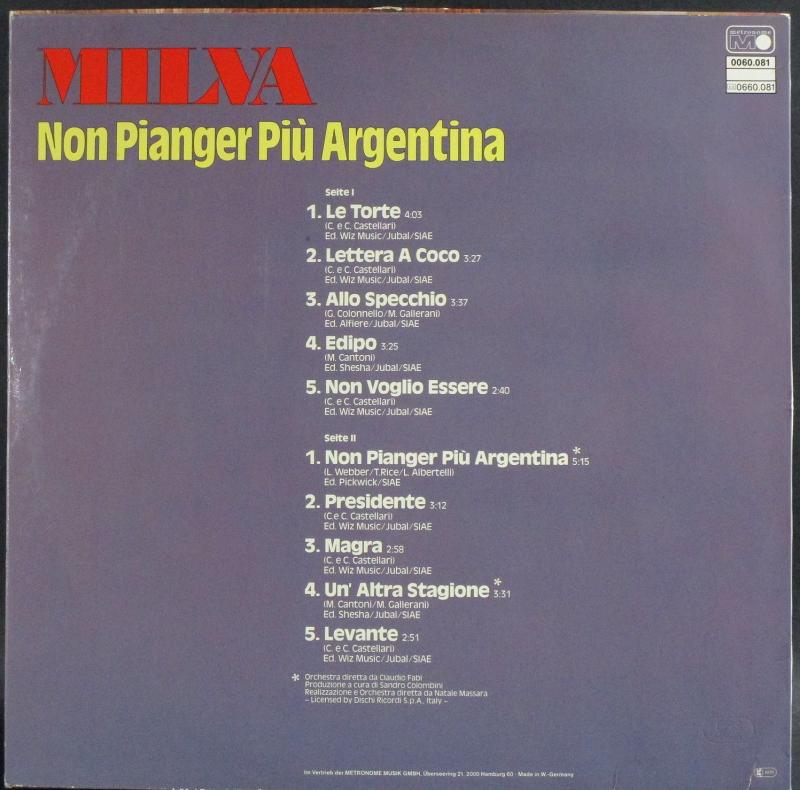 MILVA
metronome
0060.081
0660.081
Non Pianger Più Argentina
Seite I
1. Le Torte 4:03
(C. e C. Castellari)
Ed. Wiz Music/Jubal/SIAE
2. Lettera A Coco 3:27
(C. e C. Castellari)
Ed. Wiz Music/Jubal/SIAE
3. Allo Specchio 3:37
(G. Colonnello/M. Gallerani)
Ed. Alfiere/Jubal/SIAE
4. Edipo 3:25
(M. Cantoni)
Ed. Shesha/Jubal/SIAE
5. Non Voglio Essere 2:40
(C. e C. Castellari)
Ed. Wiz Music/Jubal/SIAE
Seite II
1. Non Pianger Più Argentina * 5:15
(L. Webber/T.Rice/L. Albertelli)
Ed. Pickwick/SIAE
2. Presidente 3:12
(C.e C. Castellari)
Ed. Wiz Music/Jubal/SIAE
3. Magra 2:58
(C. e C. Castellari)
Ed. Wiz Music/Jubal/SIAE
4. Un' Altra Stagione * 3:31
(M. Cantoni/M. Gallerani)
Ed. Shesha/Jubal/SIAE
5. Levante 2:51
(C. e C. Castellari)
Ed. Wiz Music/Jubal/SIAE
* Orchestra diretta da Claudio Fabi
Produzione a cura di Sandro Colombini
Realizzazione e Orchestra diretta da Natale Massara
– Licensed by Dischi Ricordi S.p.A., Italy –
Im Vertrieb der METRONOME MUSIK GMBH, Überseering 21, 2000 Hamburg 60 · Made in W.-Germany